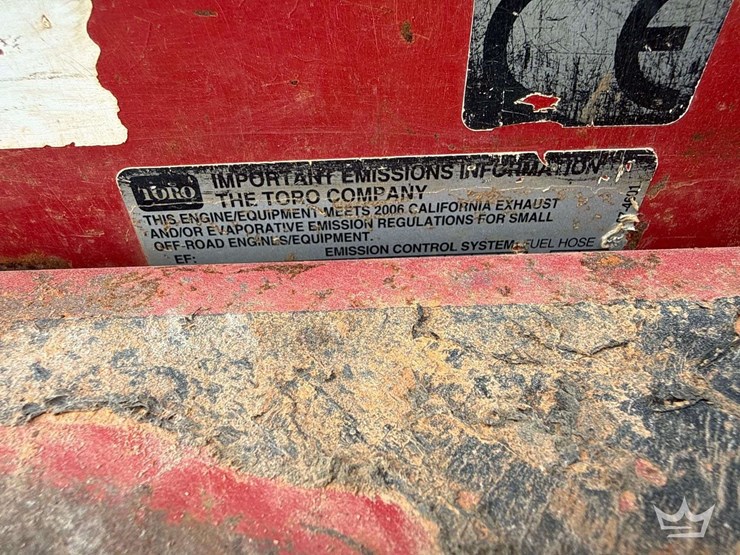 CE
TORO
IMPORTANT EMISSIONS INFORMATION
THE TORO COMPANY
THIS ENGINE/EQUIPMENT MEETS 2006 CALIFORNIA EXHAUST
AND/OR EVAPORATIVE EMISSION REGULATIONS FOR SMALL
OFF-ROAD ENGINES/EQUIPMENT.
EF: EMISSION CONTROL SYSTEM: FUEL HOSE